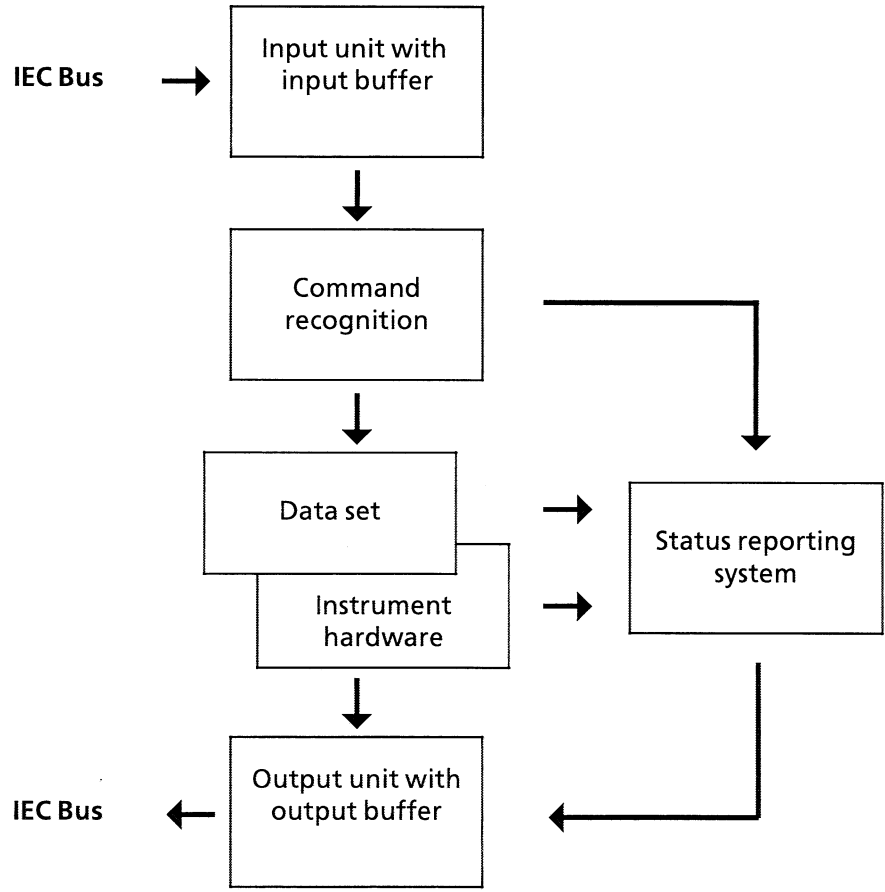 Input unit with
input buffer
IEC Bus
Command
recognition
Data set
Status reporting
system
Instrument
hardware
Output unit with
output buffer
IEC Bus